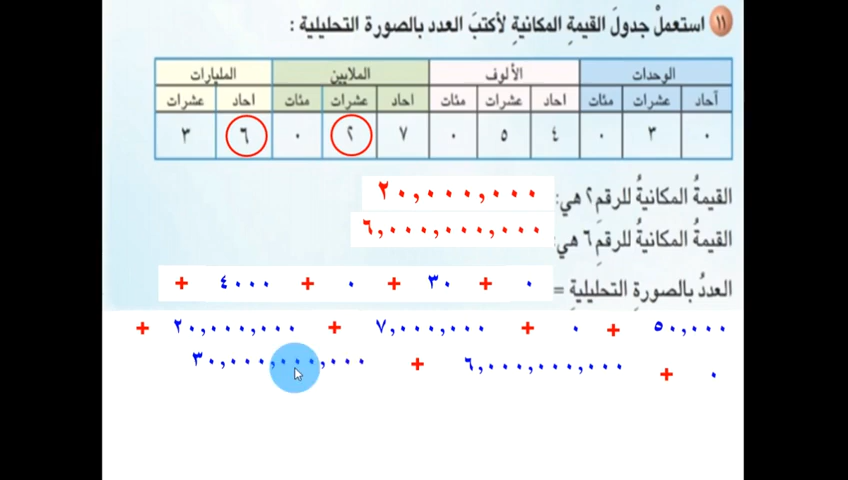 ١١ استعملْ جدولَ القيمةِ المكانيةِ لأكتبَ العدد بالصورة التحليلية :
الوحدات الألوف الملايين المليارات
آحاد عشرات مئات احاد عشرات مئات احاد عشرات مئات احاد عشرات
٠ ٣ ٠ ٤ ٥ ٠ ٧ ٢ ٠ ٦ ٣
القيمةُ المكانيةُ للرقمِ ٢ هي: ٢٠,٠٠٠,٠٠٠
القيمةُ المكانيةُ للرقمِ ٦ هي: ٦,٠٠٠,٠٠٠,٠٠٠
العددُ بالصورةِ التحليليةِ = ٠ + ٣٠ + ٠ + ٤٠٠٠ +
٥٠,٠٠٠ + ٠ + ٧,٠٠٠,٠٠٠ + ٢٠,٠٠٠,٠٠٠ +
٠ + ٦,٠٠٠,٠٠٠,٠٠٠ + ٣٠,٠٠٠,٠٠٠,٠٠٠